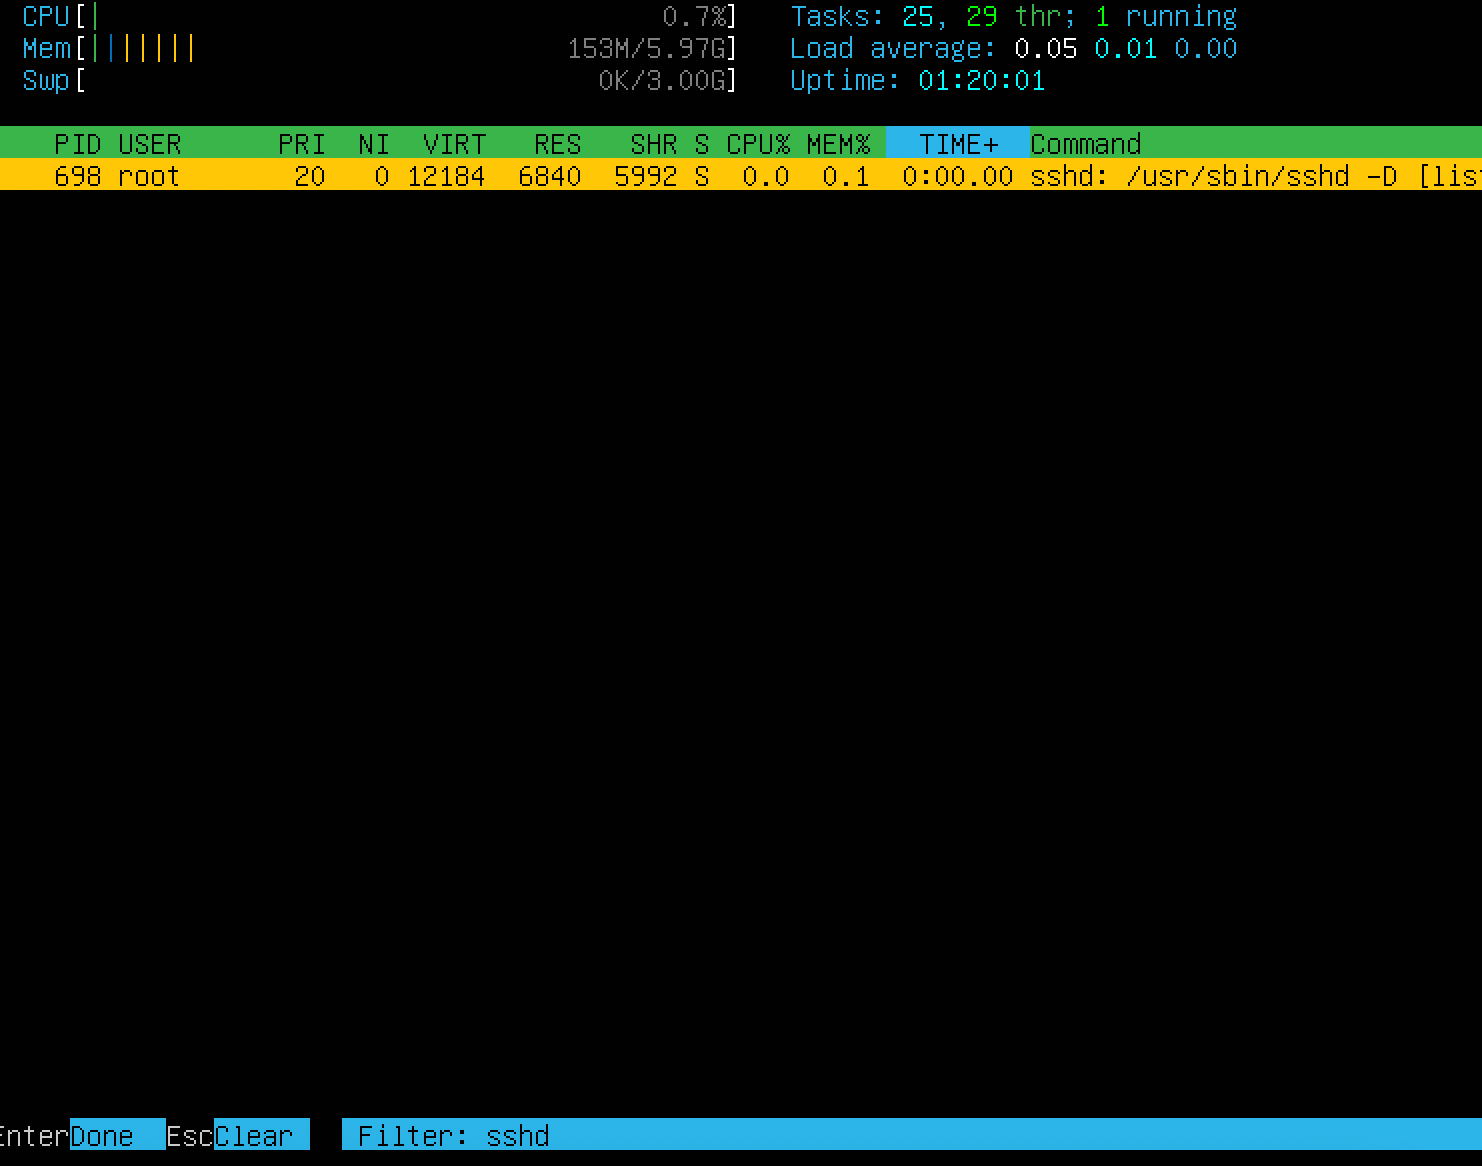 CPU[| 0.7%] Tasks: 25, 29 thr; 1 running
Mem[||||||| 153M/5.97G] Load average: 0.05 0.01 0.00
Swp[ 0K/3.00G] Uptime: 01:20:01
PID USER PRI NI VIRT RES SHR S CPU% MEM% TIME+ Command
698 root 20 0 12184 6840 5992 S 0.0 0.1 0:00.00 sshd: /usr/sbin/sshd -D [lis
EnterDone EscClear Filter: sshd